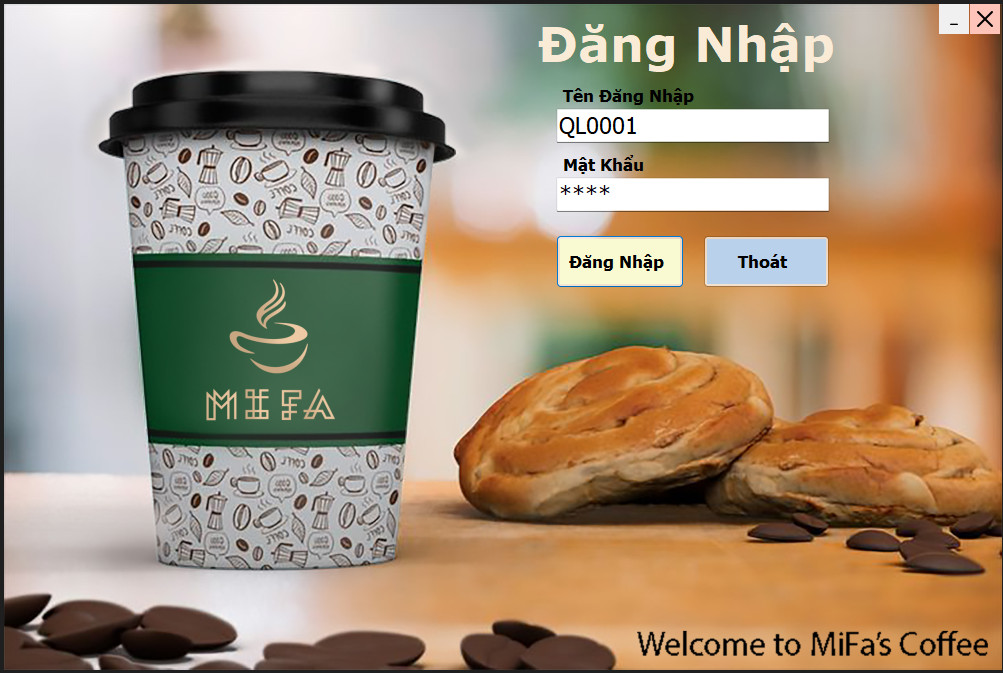 Đăng Nhập
Tên Đăng Nhập
QL0001
Mật Khẩu
****
Đăng Nhập
Thoát
MIFA
Welcome to MiFa's Coffee